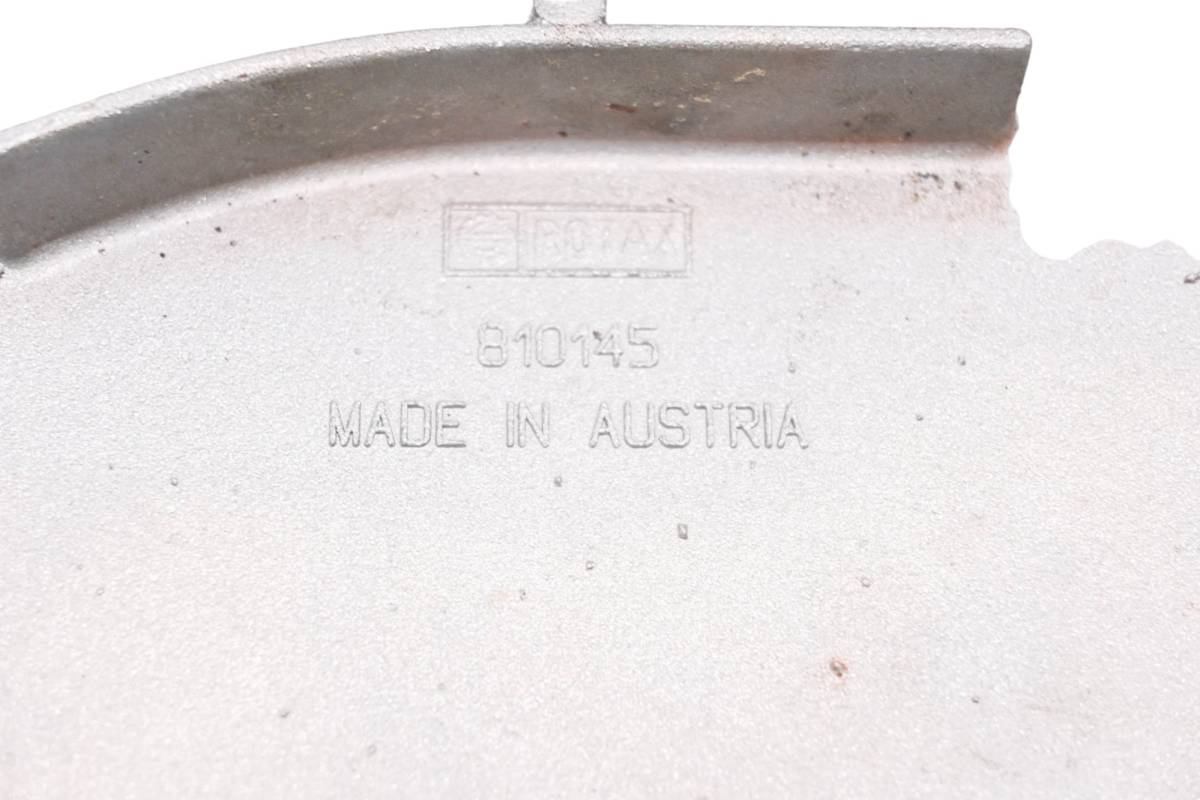 ROTAX
810145
MADE IN AUSTRIA